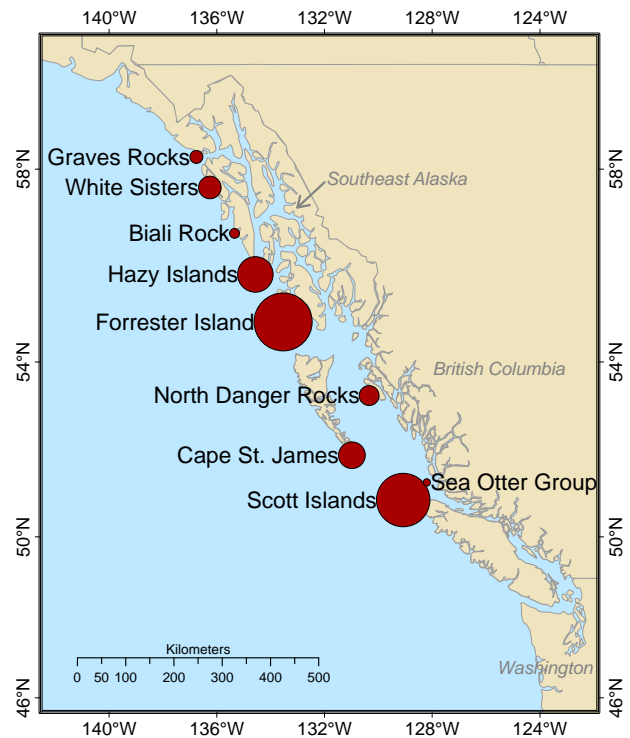 140°W 136°W 132°W 128°W 124°W
58°N
58°N
Graves Rocks
White Sisters
Southeast Alaska
Biali Rock
Hazy Islands
Forrester Island
54°N
54°N
British Columbia
North Danger Rocks
Cape St. James
Sea Otter Group
Scott Islands
50°N
50°N
Kilometers
0 50 100 200 300 400 500
Washington
46°N
46°N
140°W 136°W 132°W 128°W 124°W